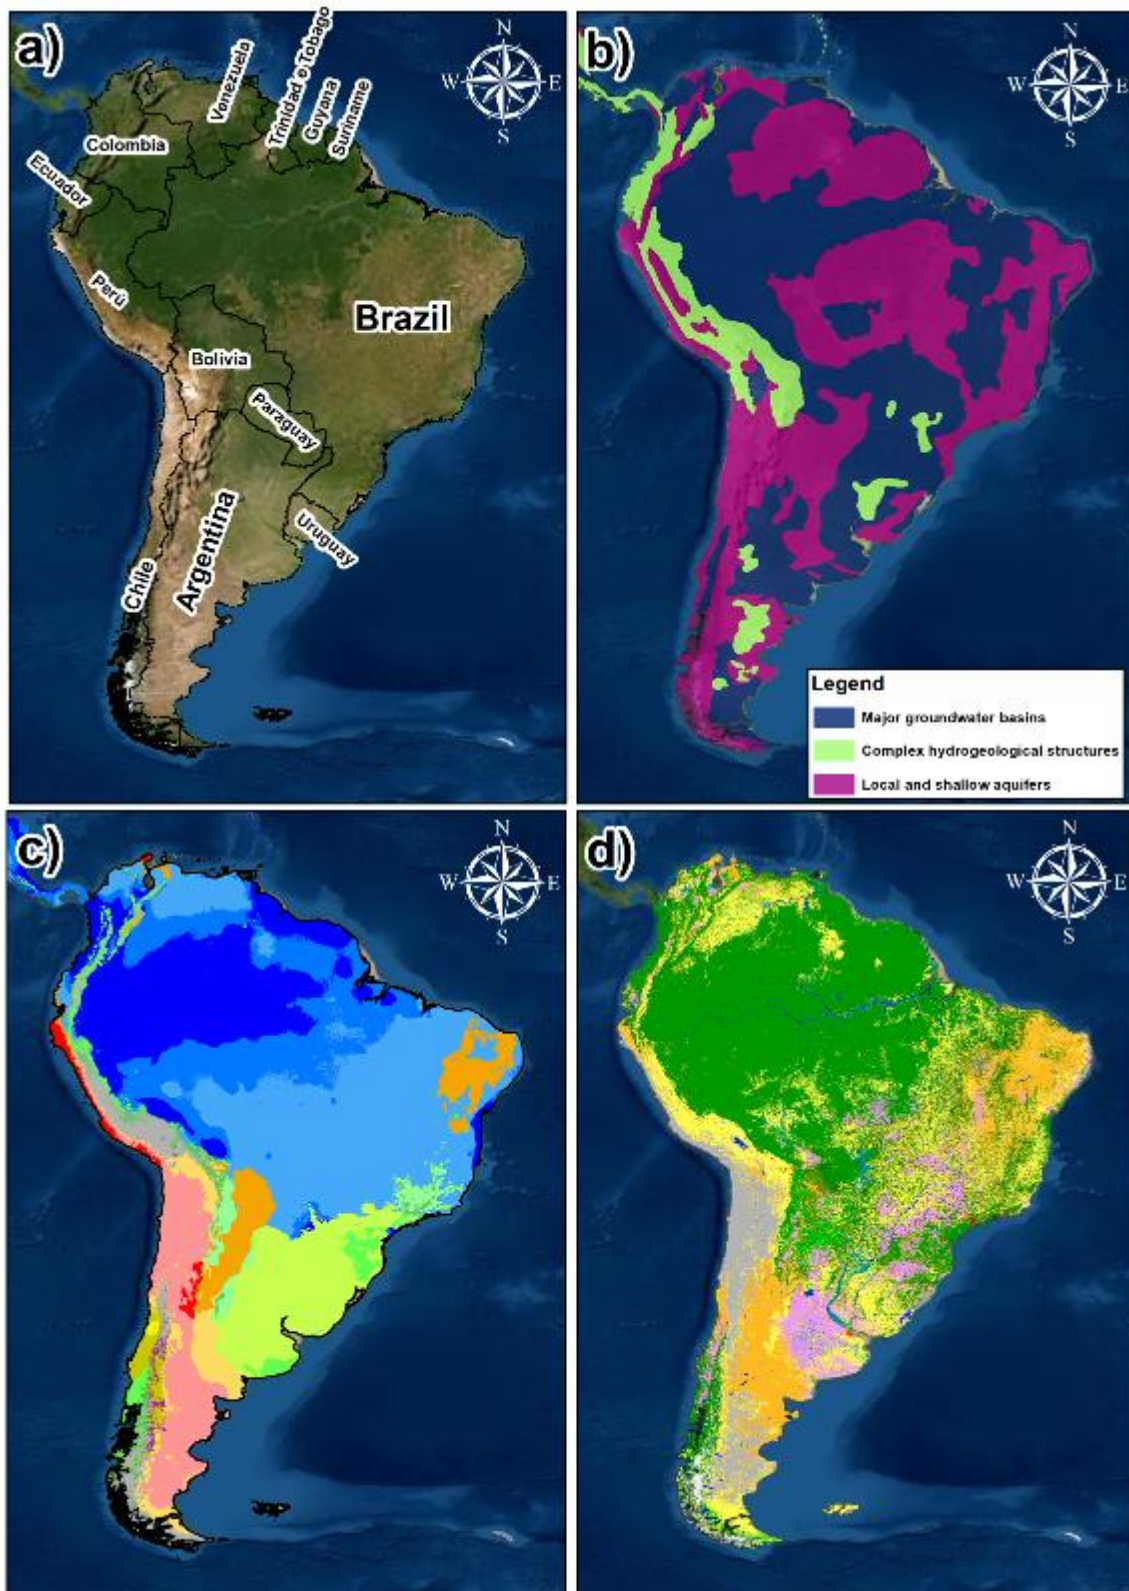 a)
N
W
E
S
Venezuela
Trinidad e Tobago
Guyana
Suriname
Colombia
Ecuador
Perú
Brazil
Bolivia
Paraguay
Argentina
Uruguay
Chile
b)
N
W
E
S
Legend
Major groundwater basins
Complex hydrogeological structures
Local and shallow aquifers
c)
N
W
E
S
d)
N
W
E
S